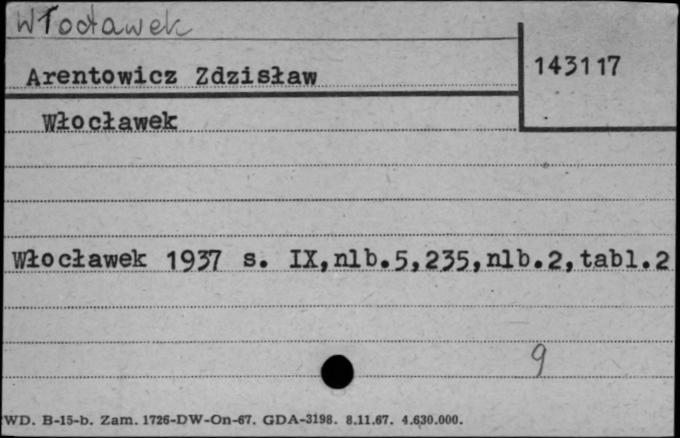 Włocławek
Arentowicz Zdzisław
143117
Włocławek
Włocławek 1937 s. IX,nlb.5,235,nlb.2,tabl.2
9
WD. B-15-b. Zam. 1726-DW-On-67. GDA-3198. 8.11.67. 4.630.000.